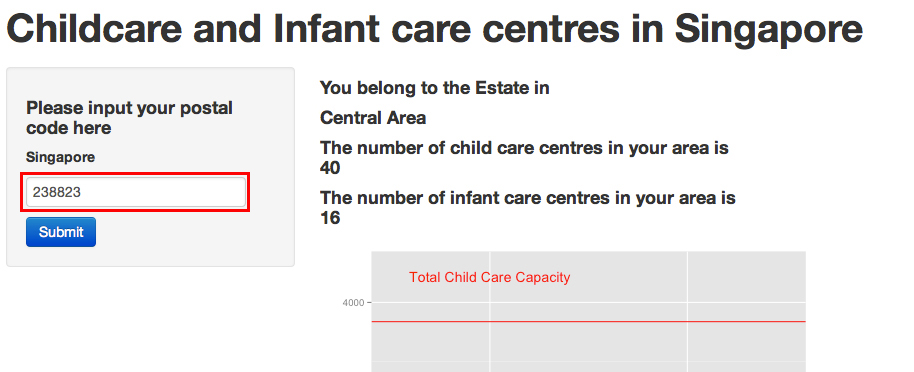 Childcare and Infant care centres in Singapore
Please input your postal
code here
Singapore
238823
Submit
You belong to the Estate in
Central Area
The number of child care centres in your area is
40
The number of infant care centres in your area is
16
Total Child Care Capacity
4000